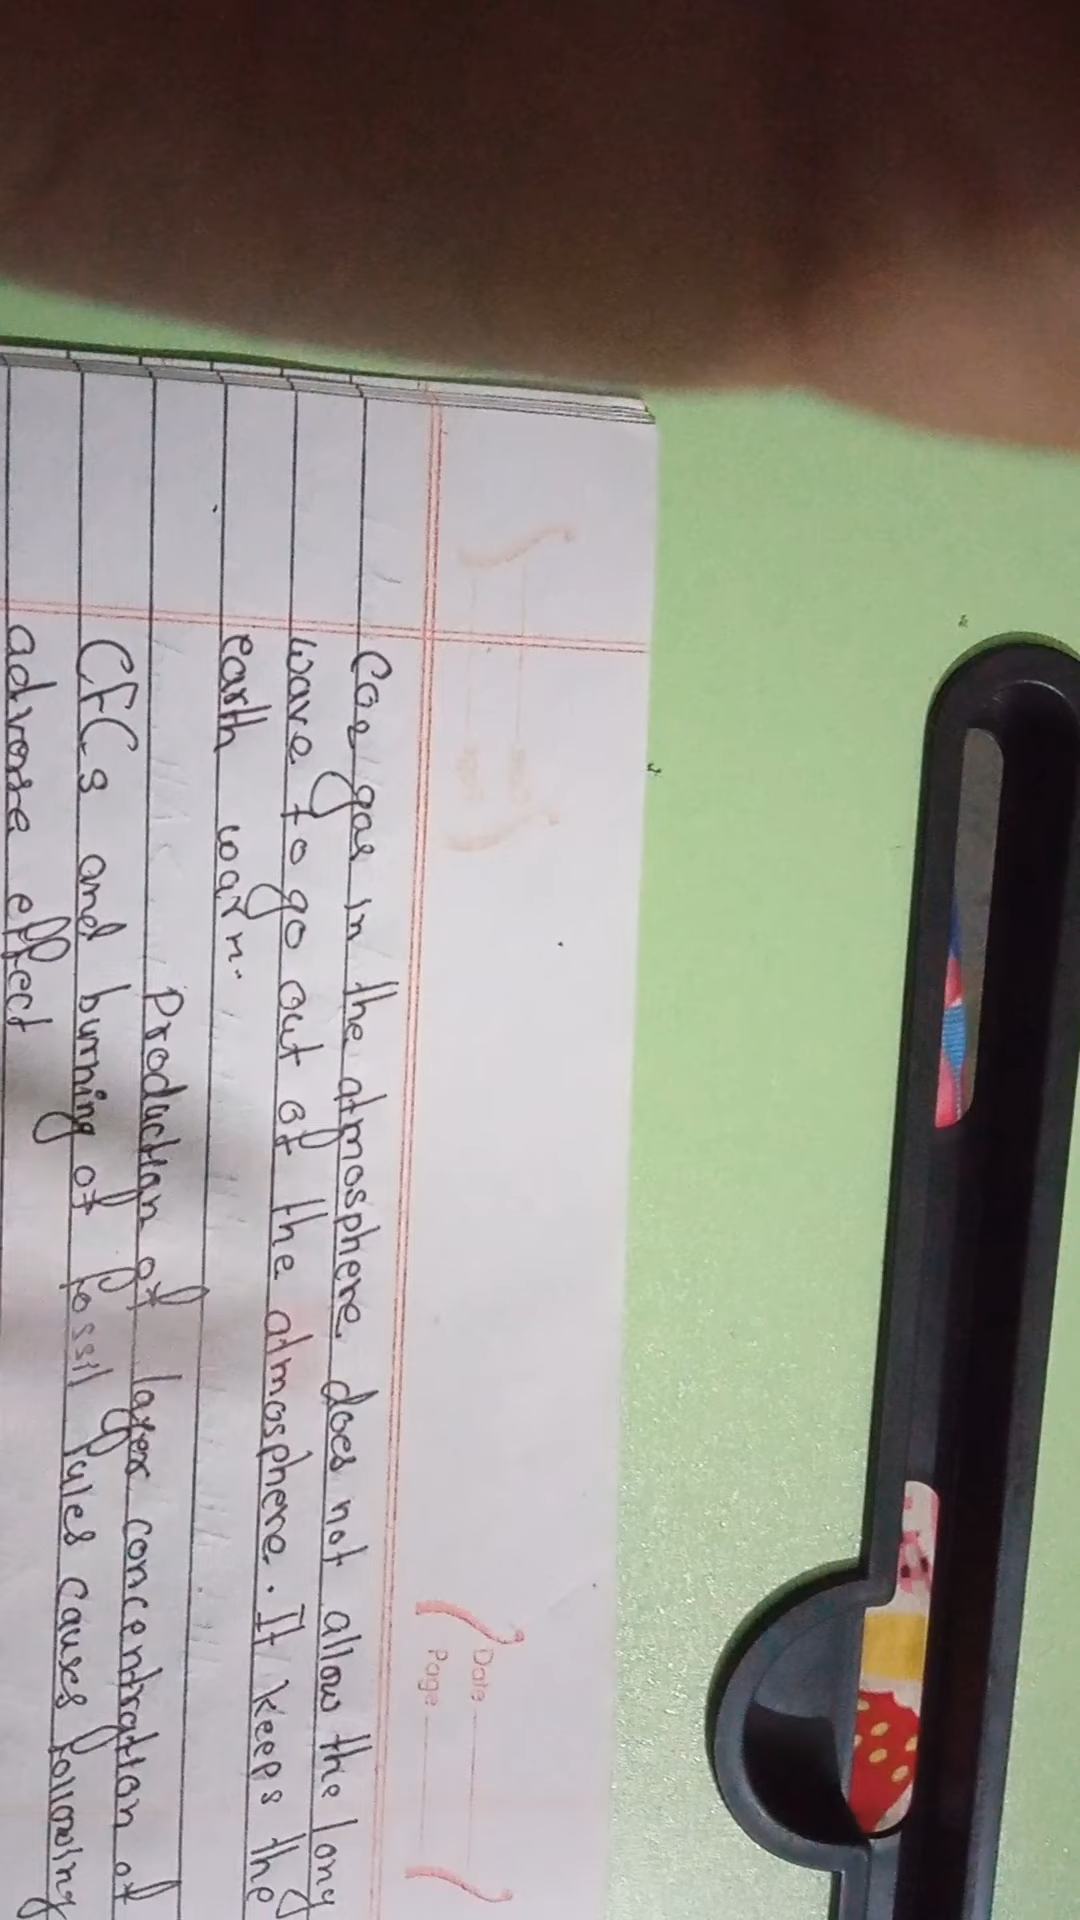 Date
Page
Co2 gas in the atmosphere does not allow the long
wave to go out of the atmosphere. It keeps the
earth warm.
Production of layer concentration of
CFCs and burning of fossil fules causes following
adverse effect